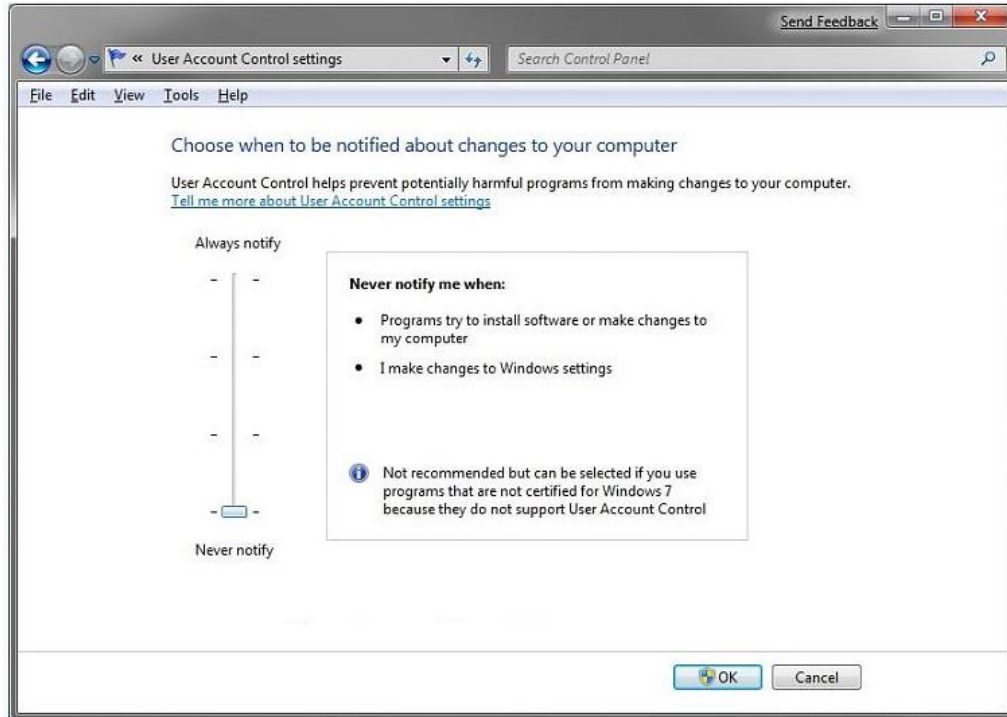 Send Feedback
« User Account Control settings
Search Control Panel
File Edit View Tools Help
Choose when to be notified about changes to your computer
User Account Control helps prevent potentially harmful programs from making changes to your computer.
Tell me more about User Account Control settings
Always notify
Never notify me when:
• Programs try to install software or make changes to
my computer
• I make changes to Windows settings
Not recommended but can be selected if you use
programs that are not certified for Windows 7
because they do not support User Account Control
Never notify
OK Cancel